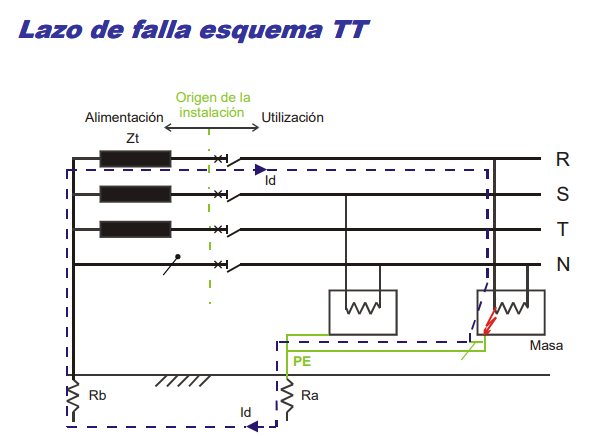 Lazo de falla esquema TT
Origen de la
instalación
Alimentación
Utilización
Zt
R
Id
S
T
N
Masa
PE
Rb
Ra
Id